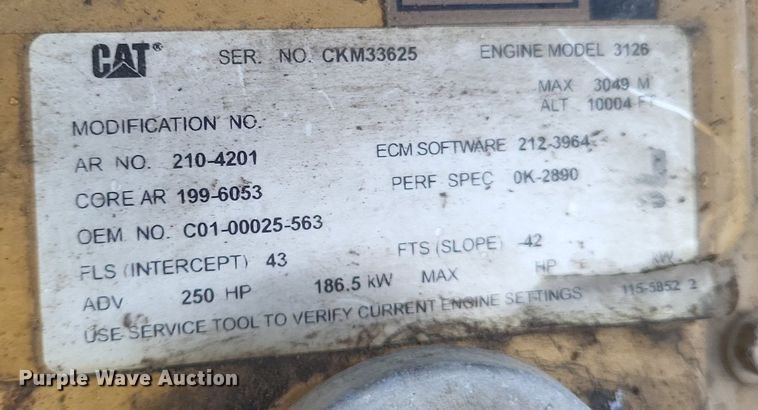 CAT® SER. NO. CKM33625 ENGINE MODEL 3126
MAX 3049 M
ALT 10004 FT
MODIFICATION NO.
AR NO. 210-4201 ECM SOFTWARE 212-3964
CORE AR 199-6053 PERF SPEC 0K-2890
OEM NO. C01-00025-563
FLS (INTERCEPT) 43 FTS (SLOPE) -42
ADV 250 HP 186.5 kW MAX HP kW
USE SERVICE TOOL TO VERIFY CURRENT ENGINE SETTINGS 115-5852 2
Purple Wave Auction